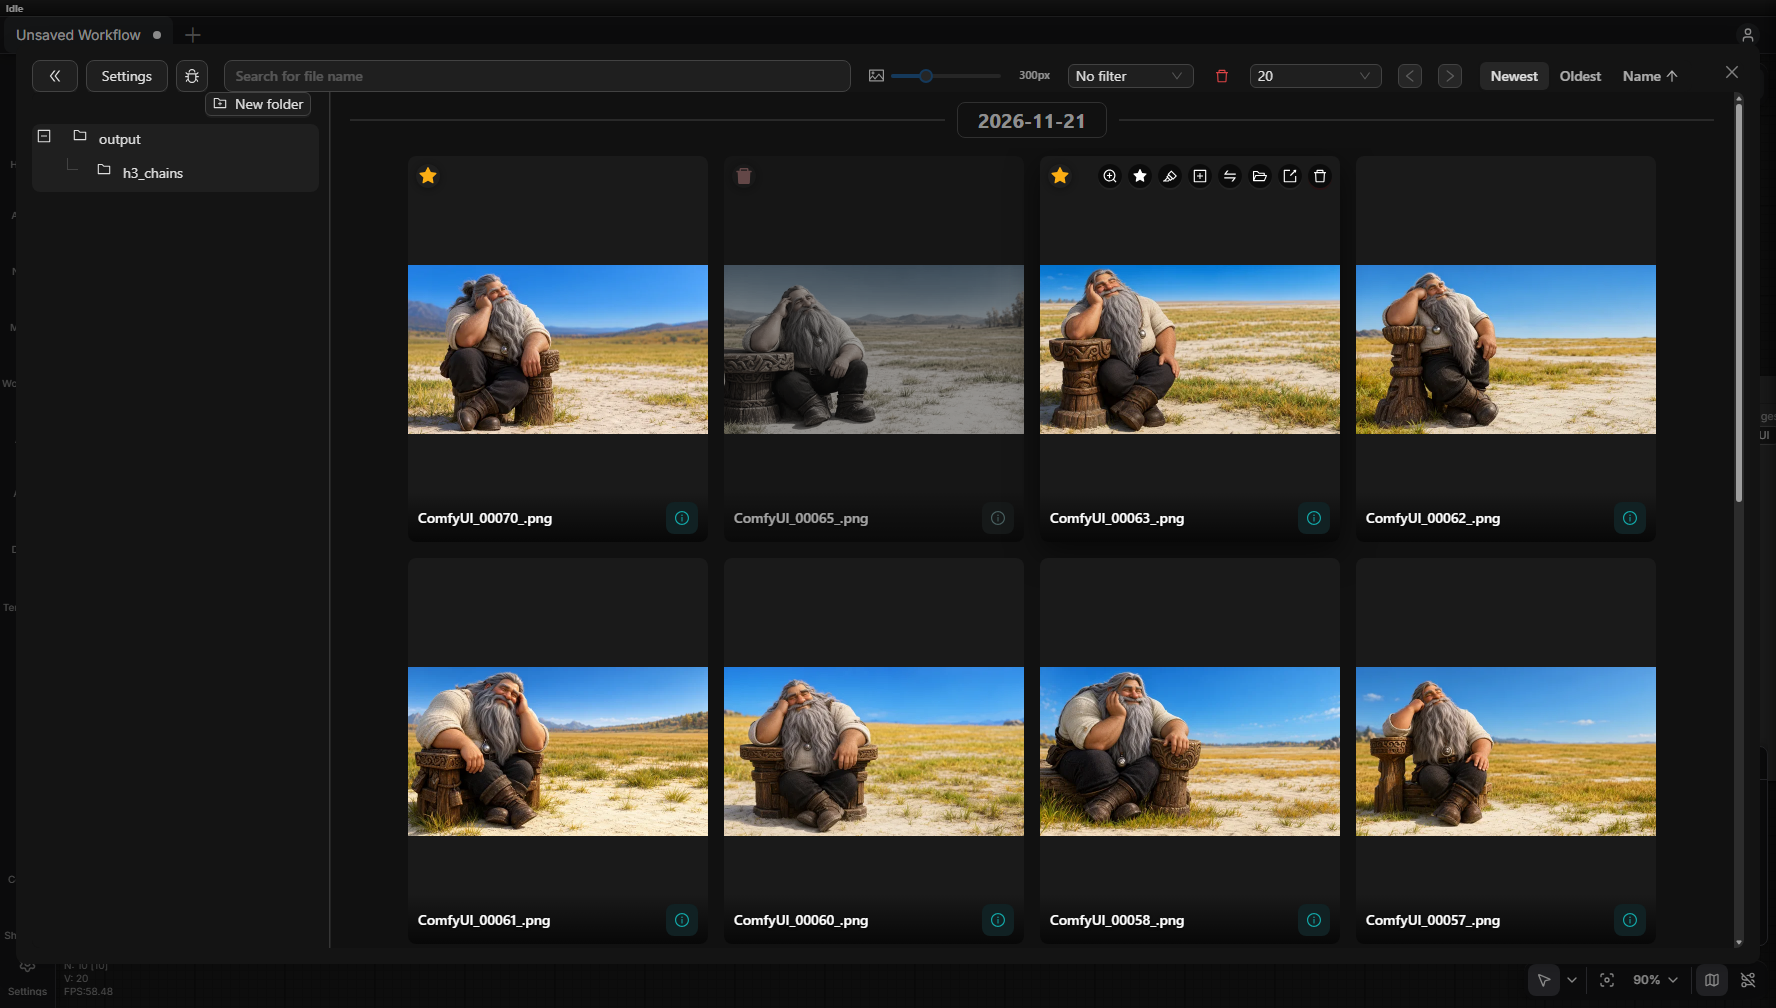 Idle
Unsaved Workflow
Settings
Search for file name
300px
No filter
20
Newest
Oldest
Name
New folder
output
h3_chains
2026-11-21
ComfyUI_00070_.png
ComfyUI_00065_.png
ComfyUI_00063_.png
ComfyUI_00062_.png
ComfyUI_00061_.png
ComfyUI_00060_.png
ComfyUI_00058_.png
ComfyUI_00057_.png
N: 10 [10]
V: 20
FPS:58.48
Settings
90%